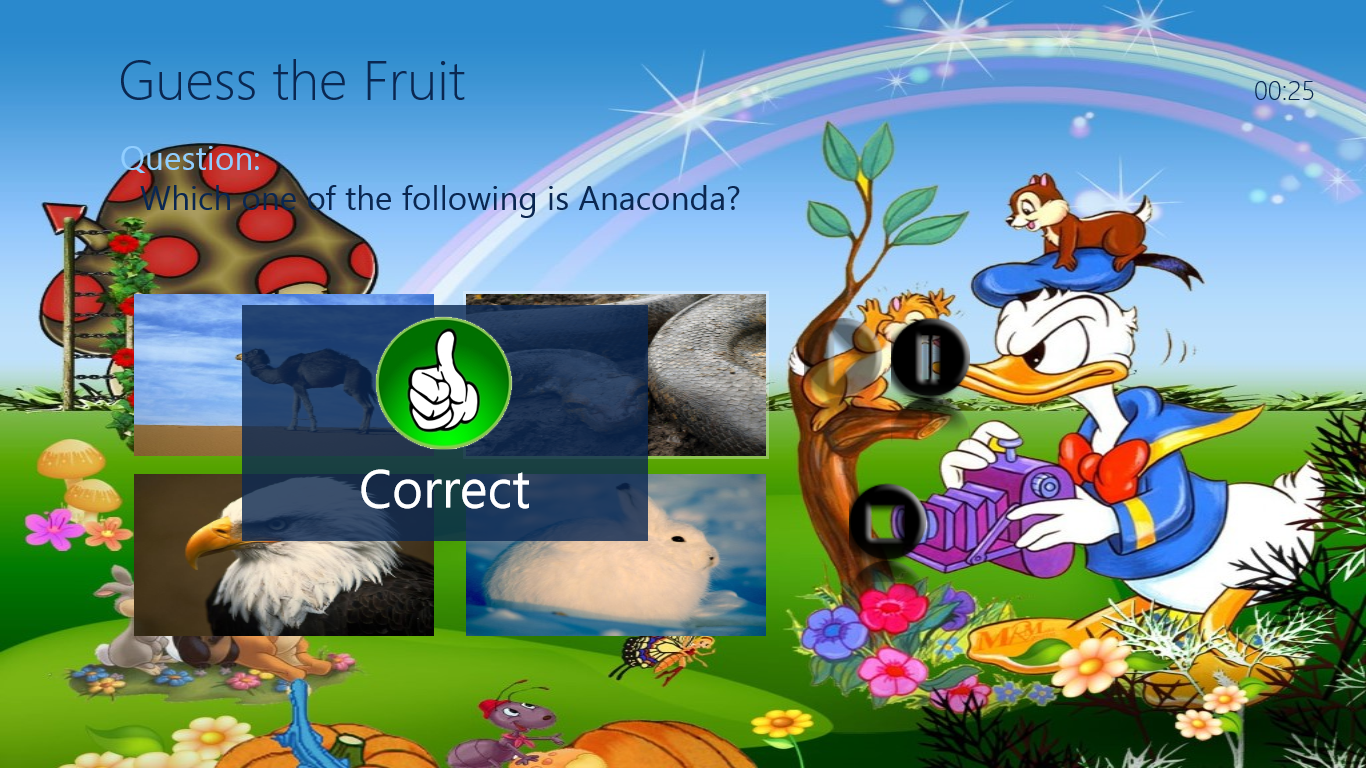 Guess the Fruit
00:25
Question:
Which one of the following is Anaconda?
Correct